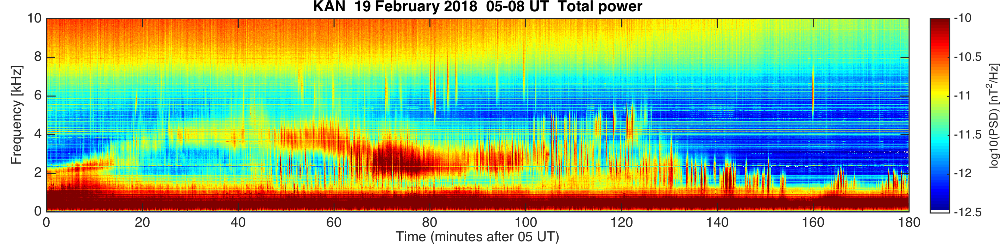 KAN 19 February 2018 05-08 UT Total power
Frequency [kHz]
10
8
6
4
2
0
0 20 40 60 80 100 120 140 160 180
Time (minutes after 05 UT)
-10
-10.5
-11
-11.5
-12
-12.5
log10(PSD) [nT²/Hz]